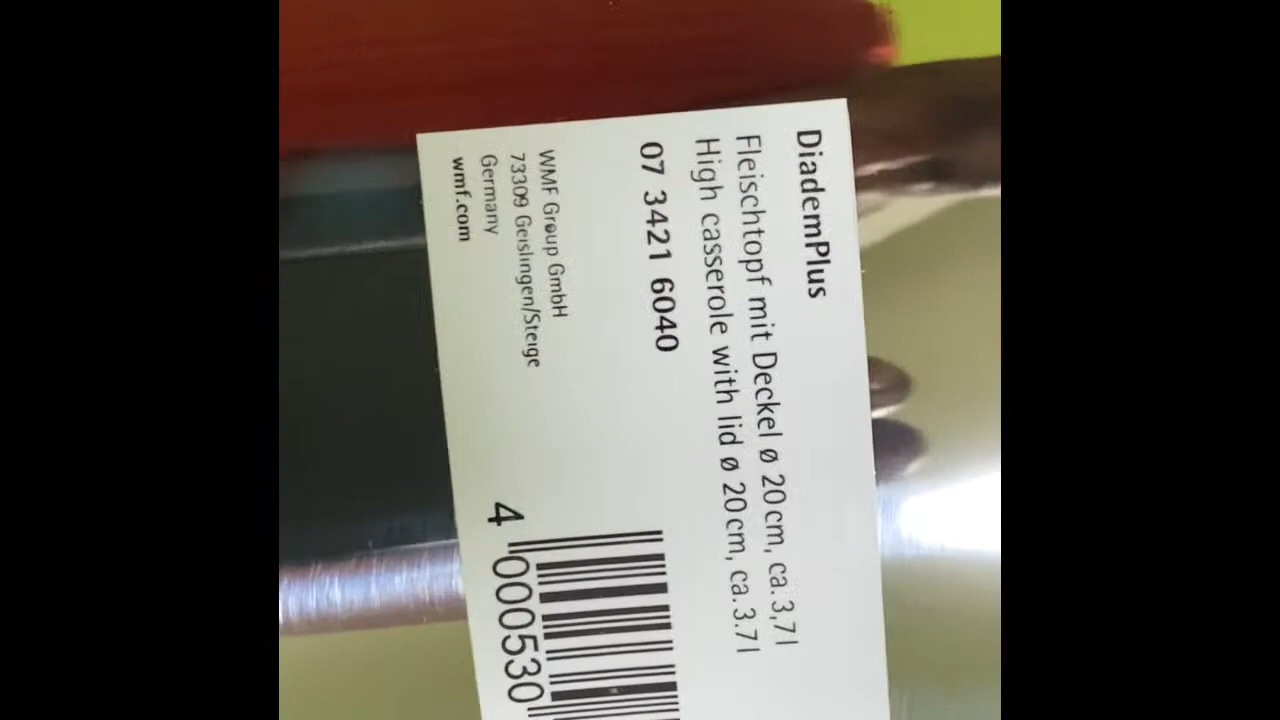 DiademPlus
Fleischtopf mit Deckel ø 20 cm, ca. 3,7 l
High casserole with lid ø 20 cm, ca. 3.7 l
07 3421 6040
WMF Group GmbH
73309 Geislingen/Steige
Germany
wmf.com
4 000530